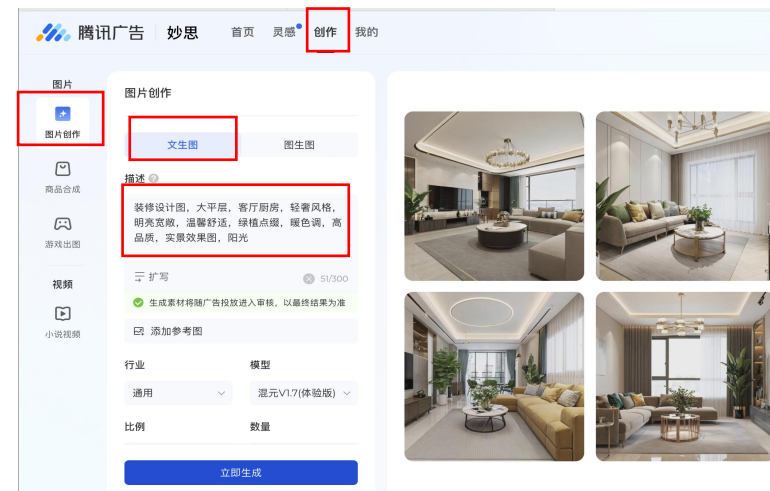 腾讯广告 妙思 首页 灵感 创作 我的
图片
图片创作
商品合成
游戏出图
视频
小说视频
图片创作
文生图 图生图
描述
装修设计图，大平层，客厅厨房，轻奢风格，
明亮宽敞，温馨舒适，绿植点缀，暖色调，高
品质，实景效果图，阳光
扩写 51/300
生成素材将随广告投放进入审核，以最终结果为准
添加参考图
行业 模型
通用 混元V1.7(体验版)
比例 数量
立即生成